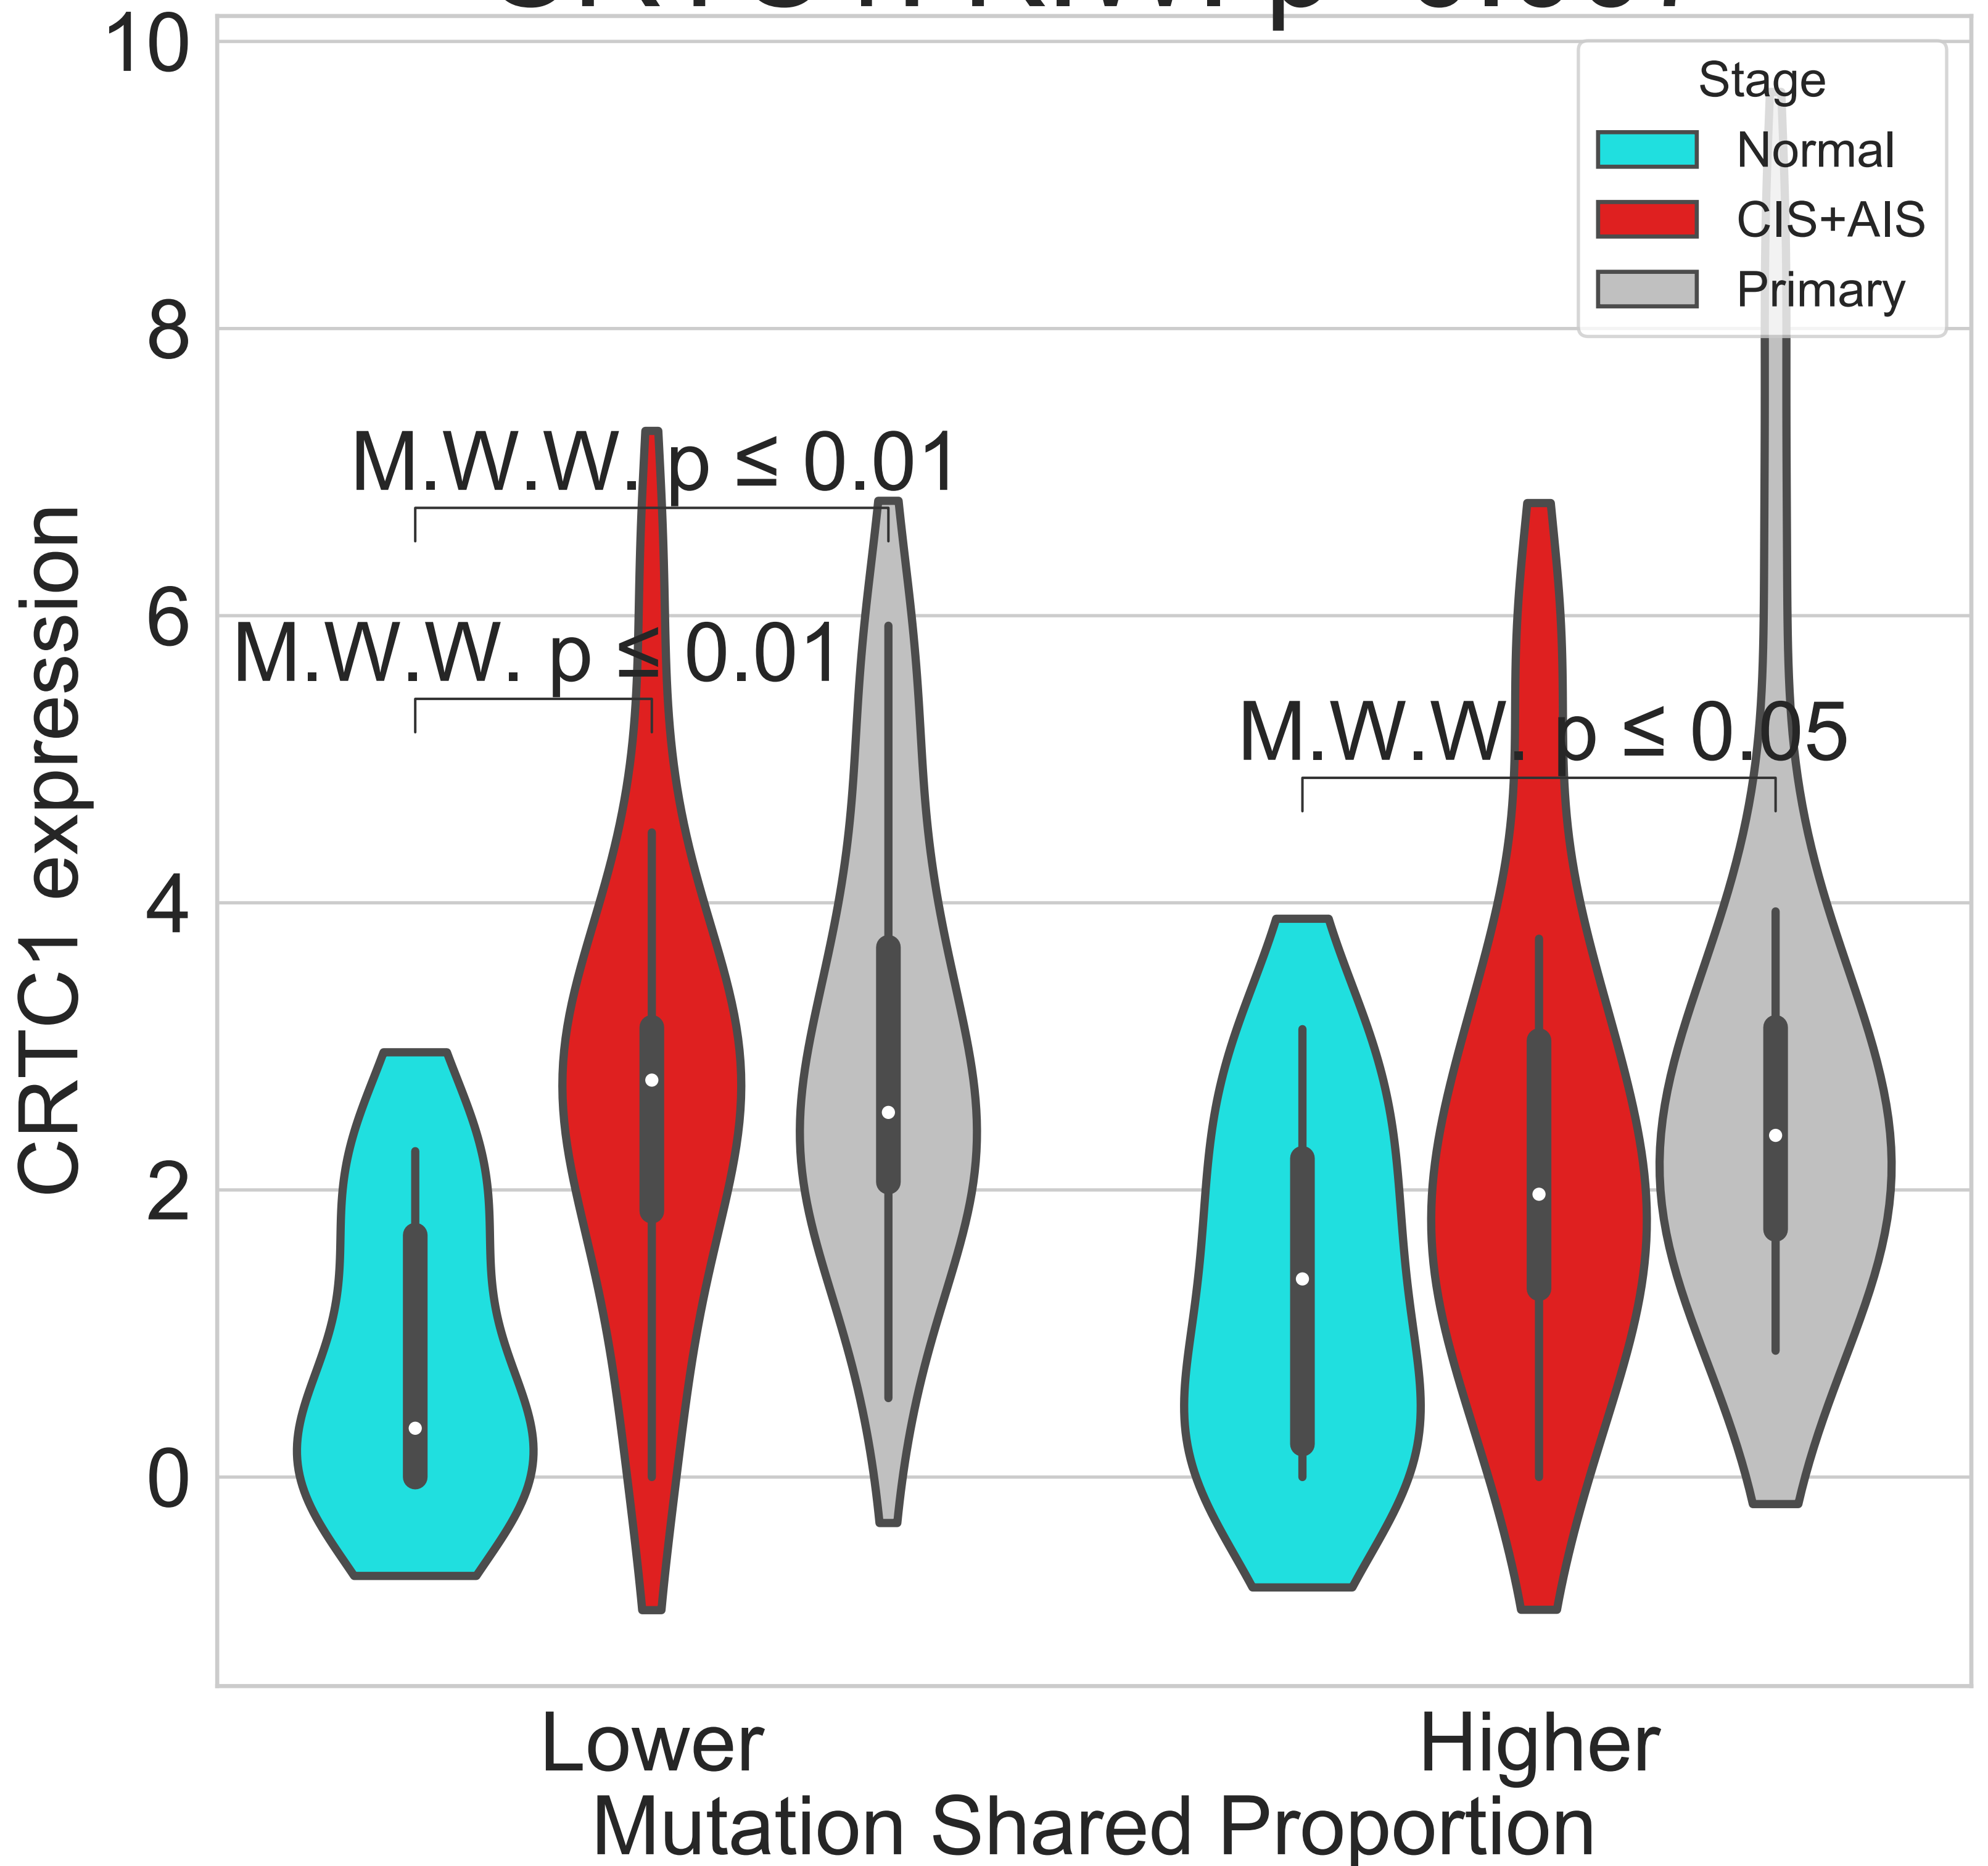 10
8
6
4
2
0
CRTC1 expression
Stage
Normal
CIS+AIS
Primary
M.W.W. p ≤ 0.01
M.W.W. p ≤ 0.01
M.W.W. p ≤ 0.05
Lower
Higher
Mutation Shared Proportion